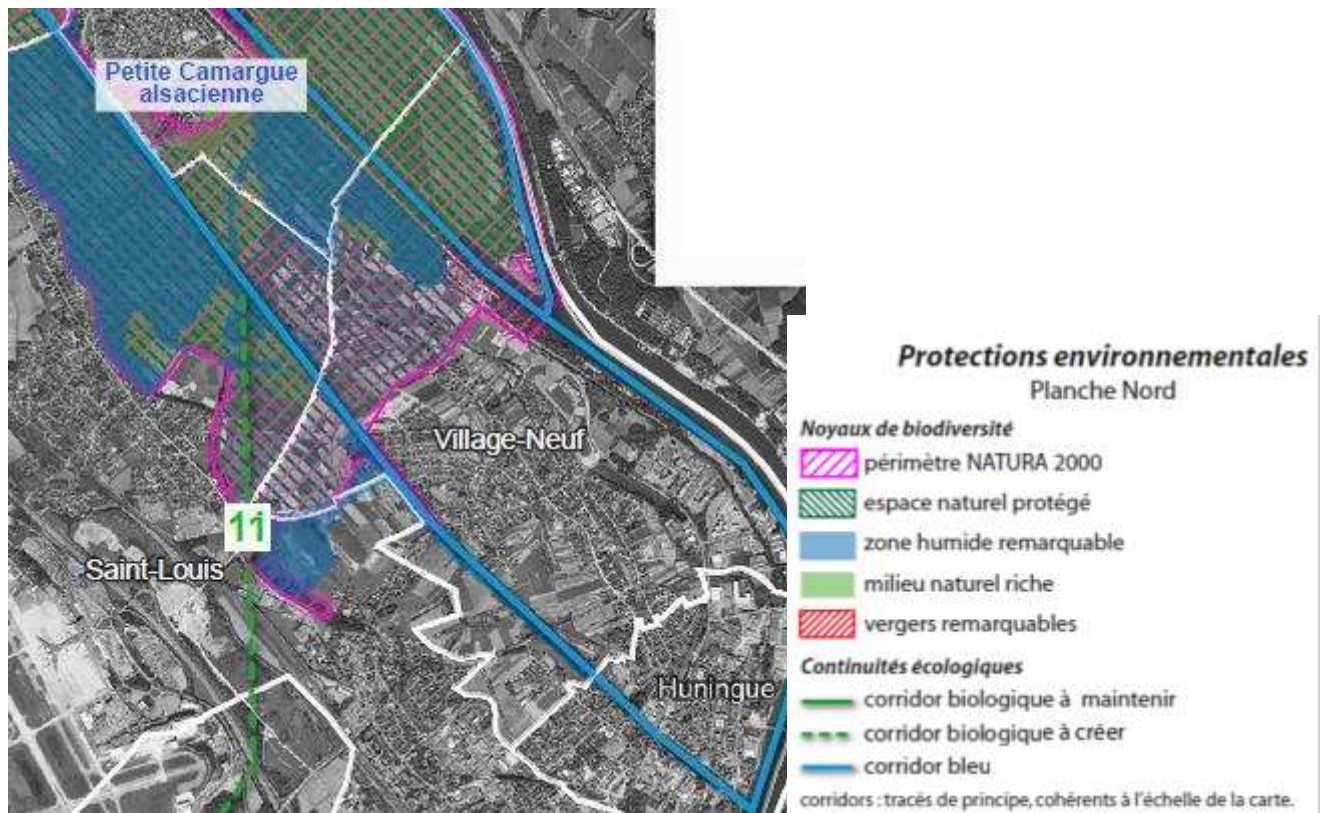 Petite Camargue
alsacienne
Village-Neuf
11
Saint-Louis
Huningue
Protections environnementales
Planche Nord
Noyaux de biodiversité
périmètre NATURA 2000
espace naturel protégé
zone humide remarquable
milieu naturel riche
vergers remarquables
Continuités écologiques
corridor biologique à maintenir
corridor biologique à créer
corridor bleu
corridors : tracés de principe, cohérents à l'échelle de la carte.